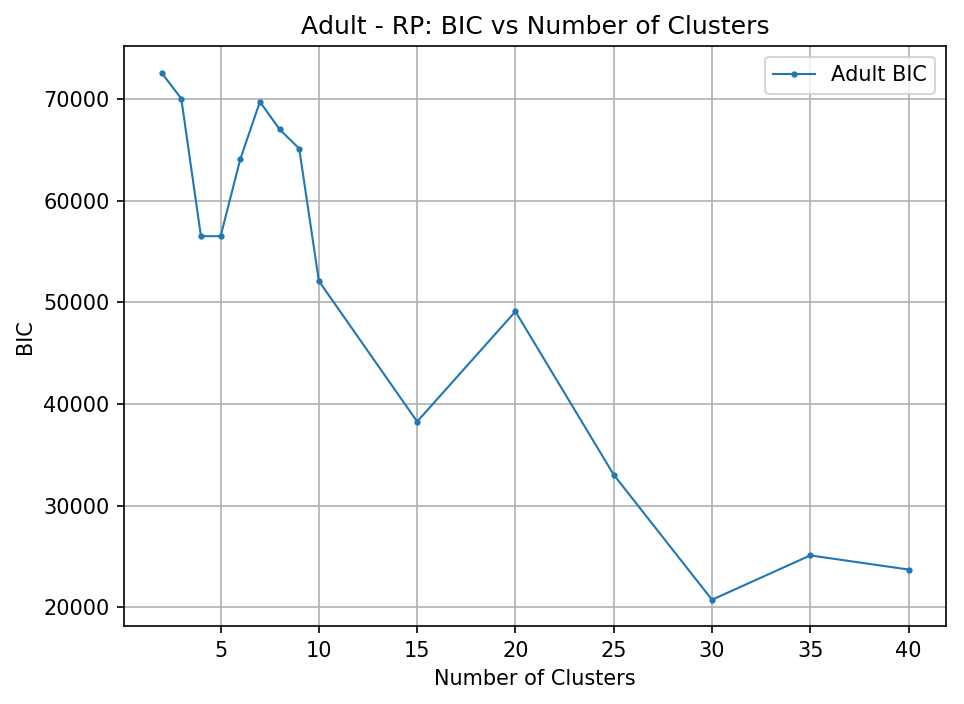 Adult - RP: BIC vs Number of Clusters
Adult BIC
70000
60000
50000
40000
30000
20000
BIC
5 10 15 20 25 30 35 40
Number of Clusters